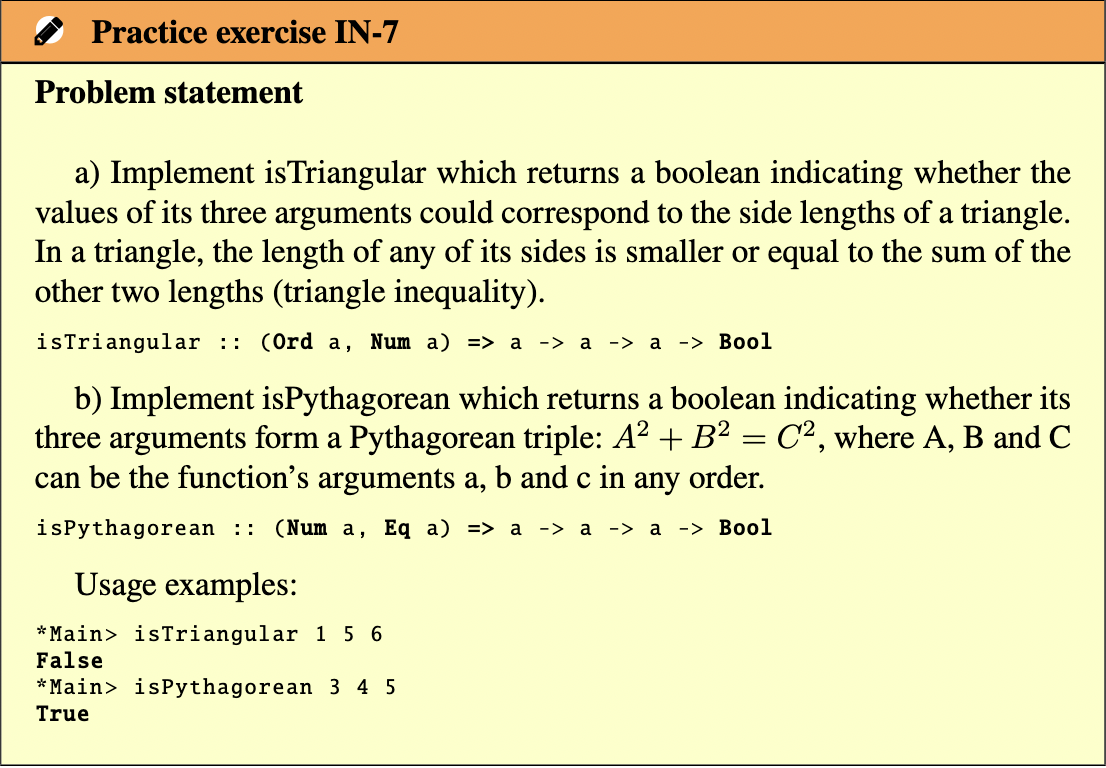 Practice exercise IN-7
Problem statement
a) Implement isTriangular which returns a boolean indicating whether the
values of its three arguments could correspond to the side lengths of a triangle.
In a triangle, the length of any of its sides is smaller or equal to the sum of the
other two lengths (triangle inequality).
isTriangular :: (Ord a, Num a) => a -> a -> a -> Bool
b) Implement isPythagorean which returns a boolean indicating whether its
three arguments form a Pythagorean triple: A² + B² = C², where A, B and C
can be the function's arguments a, b and c in any order.
isPythagorean :: (Num a, Eq a) => a -> a -> a -> Bool
Usage examples:
*Main> isTriangular 1 5 6
False
*Main> isPythagorean 3 4 5
True